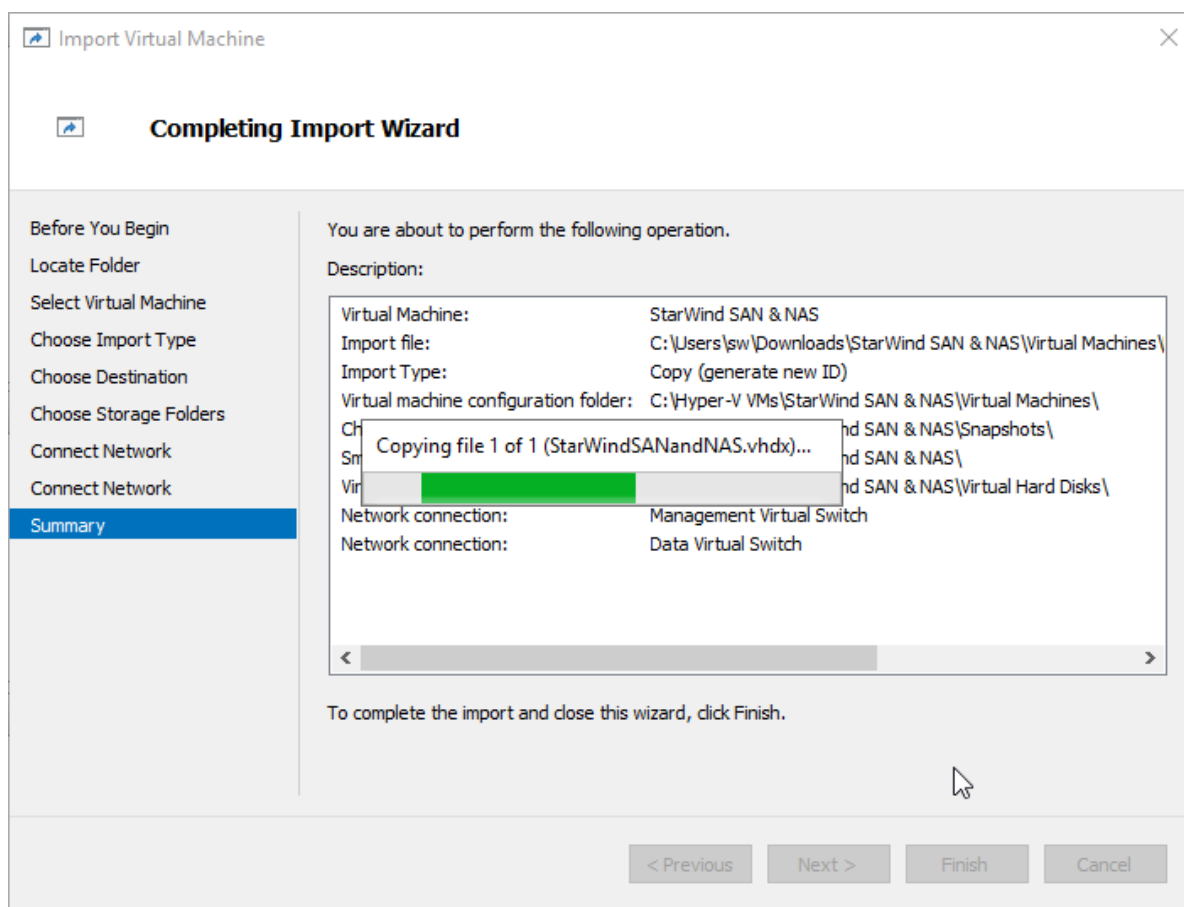 Import Virtual Machine
Completing Import Wizard
Before You Begin
Locate Folder
Select Virtual Machine
Choose Import Type
Choose Destination
Choose Storage Folders
Connect Network
Connect Network
Summary
You are about to perform the following operation.
Description:
Virtual Machine: StarWind SAN & NAS
Import file: C:\Users\sw\Downloads\StarWind SAN & NAS\Virtual Machines\
Import Type: Copy (generate new ID)
Virtual machine configuration folder: C:\Hyper-V VMs\StarWind SAN & NAS\Virtual Machines\
SAN & NAS\Snapshots\
Copying file 1 of 1 (StarWindSANandNAS.vhdx)...
SAN & NAS\
SAN & NAS\Virtual Hard Disks\
Network connection: Management Virtual Switch
Network connection: Data Virtual Switch
To complete the import and close this wizard, click Finish.
< Previous
Next >
Finish
Cancel